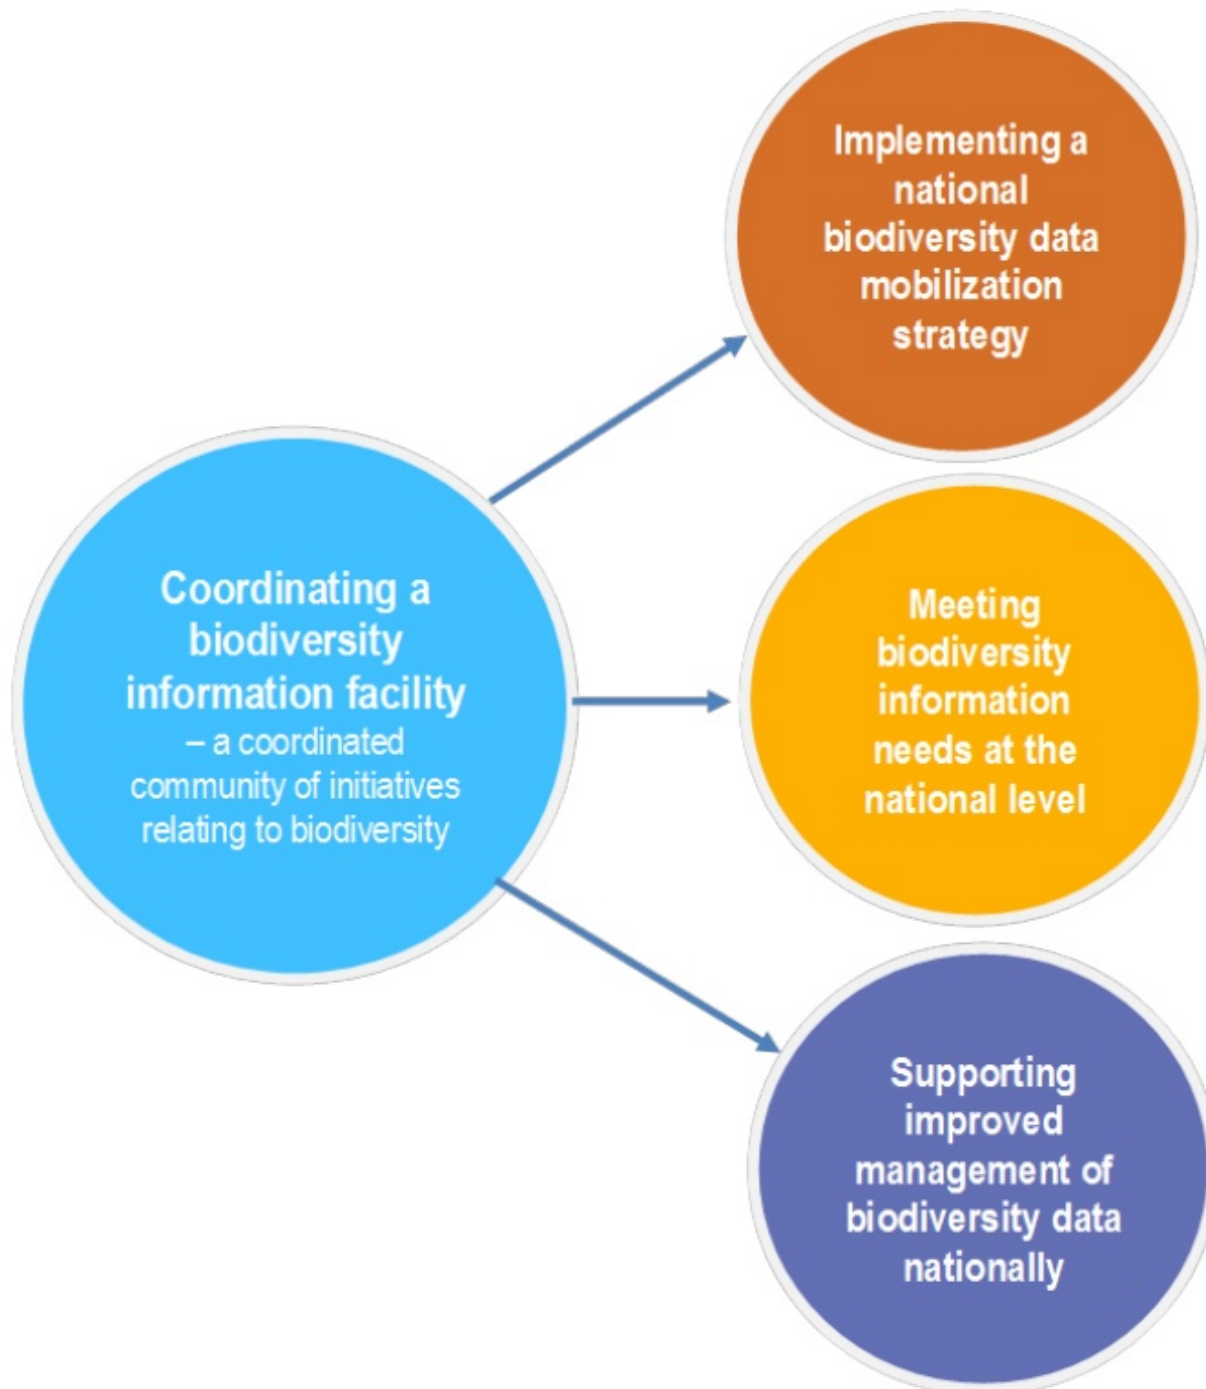 Implementing a
national
biodiversity data
mobilization
strategy
Coordinating a
biodiversity
information facility
– a coordinated
community of initiatives
relating to biodiversity
Meeting
biodiversity
information
needs at the
national level
Supporting
improved
management of
biodiversity data
nationally